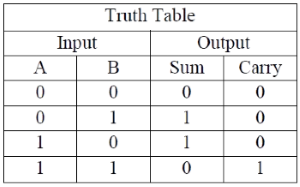 Truth Table
Input Output
A B Sum Carry
0 0 0 0
0 1 1 0
1 0 1 0
1 1 0 1